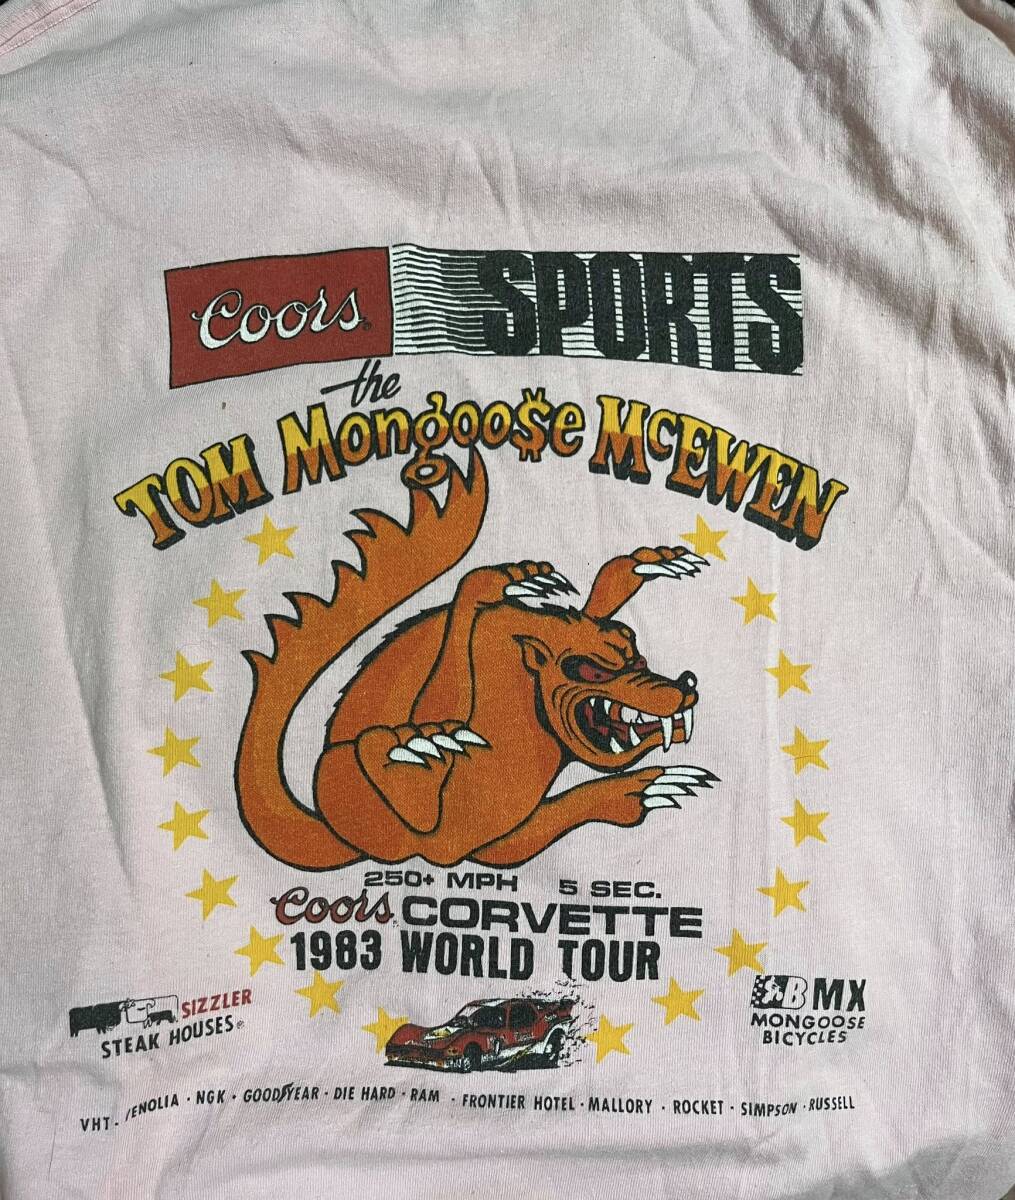 Coors® SPORTS
the
TOM Mongoo$e McEWEN
250+ MPH 5 SEC.
Coors® CORVETTE
1983 WORLD TOUR
SIZZLER
STEAK HOUSES®
BMX
MONGOOSE
BICYCLES
VHT · VENOLIA · NGK · GOODYEAR · DIE HARD · RAM · FRONTIER HOTEL · MALLORY · ROCKET · SIMPSON · RUSSELL